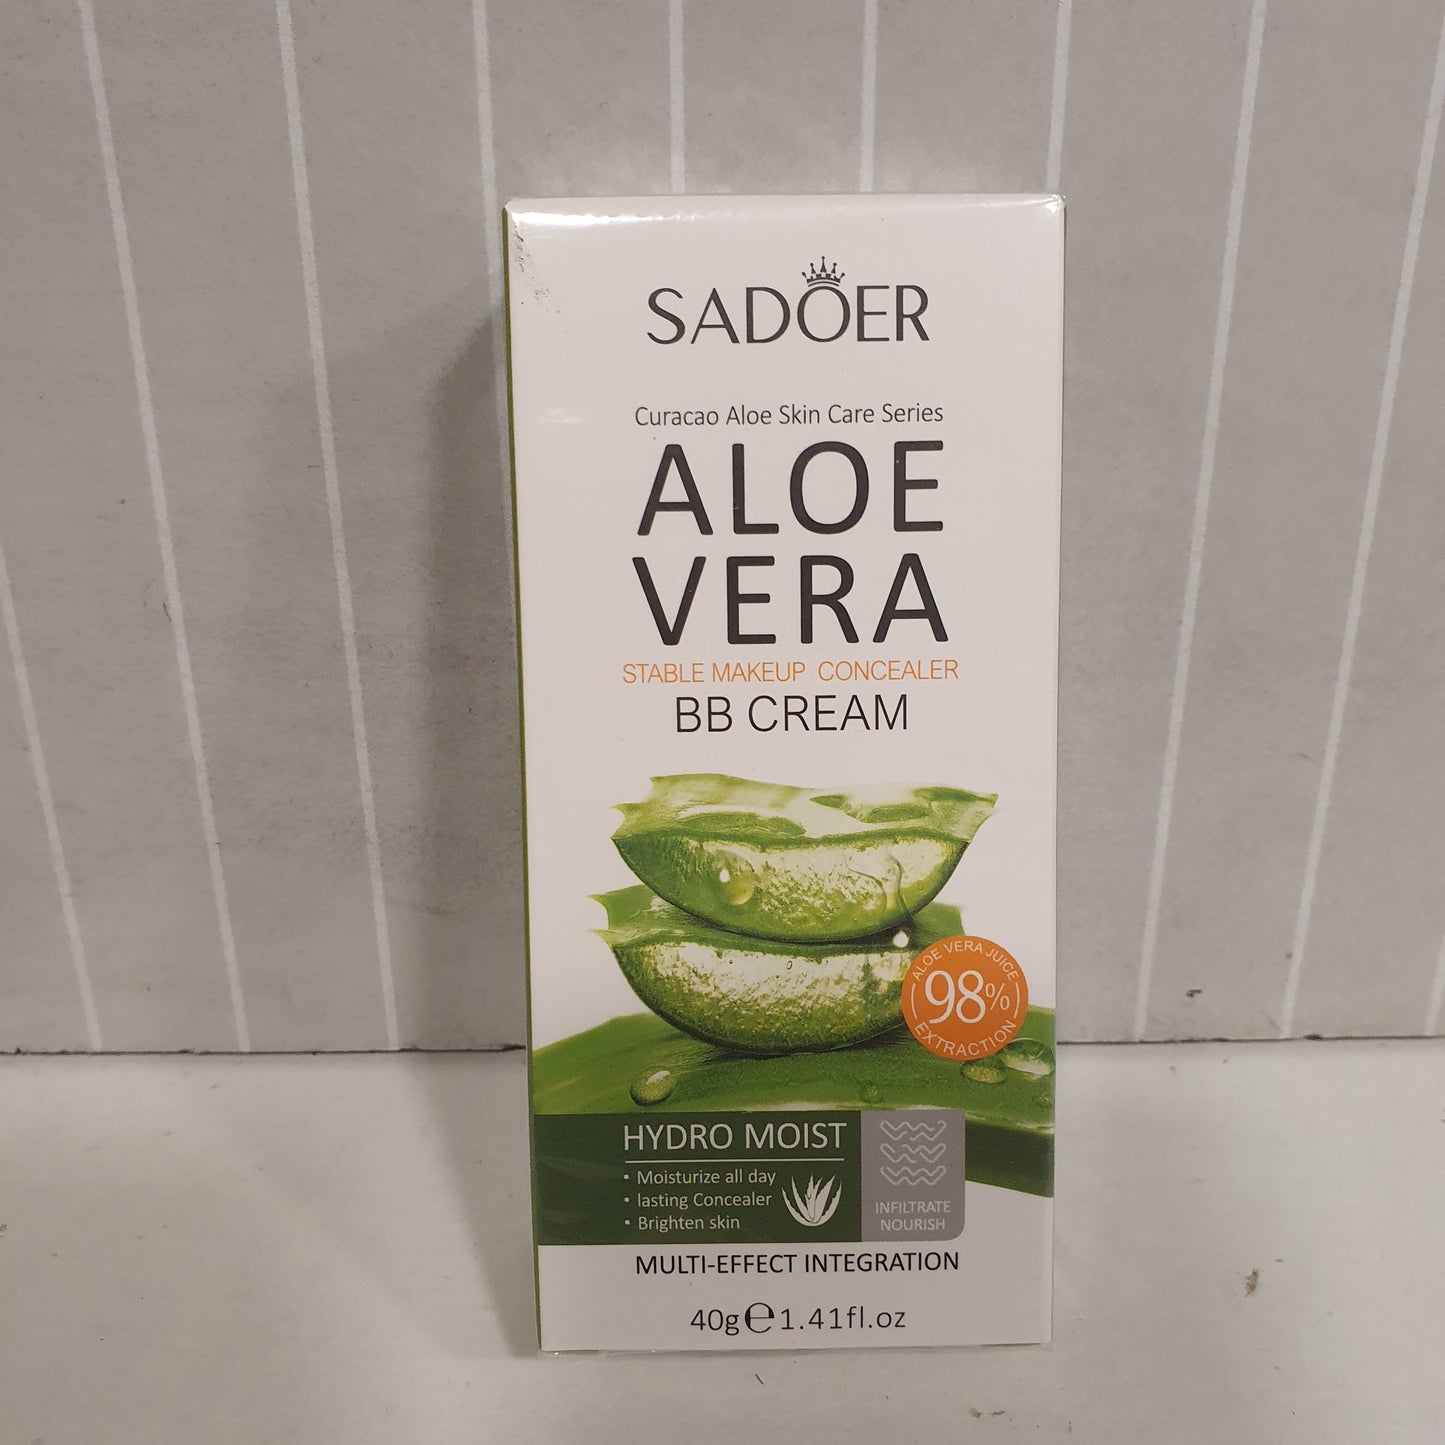 SADOER
Curacao Aloe Skin Care Series
ALOE
VERA
STABLE MAKEUP CONCEALER
BB CREAM
ALOE VERA JUICE
98%
EXTRACTION
HYDRO MOIST
• Moisturize all day
• lasting Concealer
• Brighten skin
INFILTRATE
NOURISH
MULTI-EFFECT INTEGRATION
40g℮1.41fl.oz